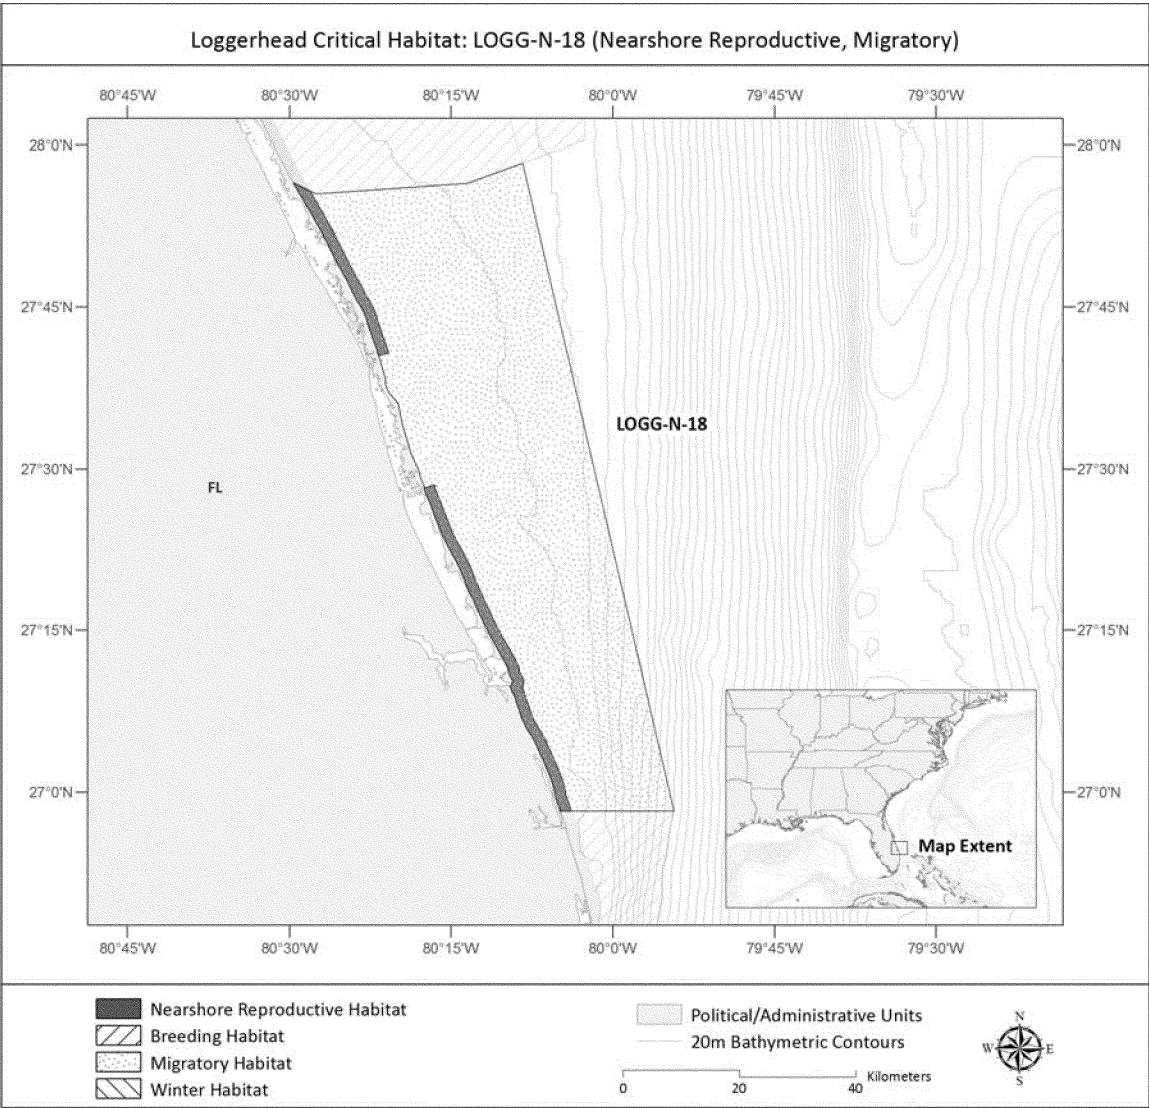 Loggerhead Critical Habitat: LOGG-N-18 (Nearshore Reproductive, Migratory)
80°45'W 80°30'W 80°15'W 80°0'W 79°45'W 79°30'W
28°0'N 28°0'N
27°45'N 27°45'N
LOGG-N-18
27°30'N 27°30'N
FL
27°15'N 27°15'N
27°0'N 27°0'N
Map Extent
80°45'W 80°30'W 80°15'W 80°0'W 79°45'W 79°30'W
Nearshore Reproductive Habitat
Breeding Habitat
Migratory Habitat
Winter Habitat
Political/Administrative Units
20m Bathymetric Contours
Kilometers
0 20 40
N
W E
S